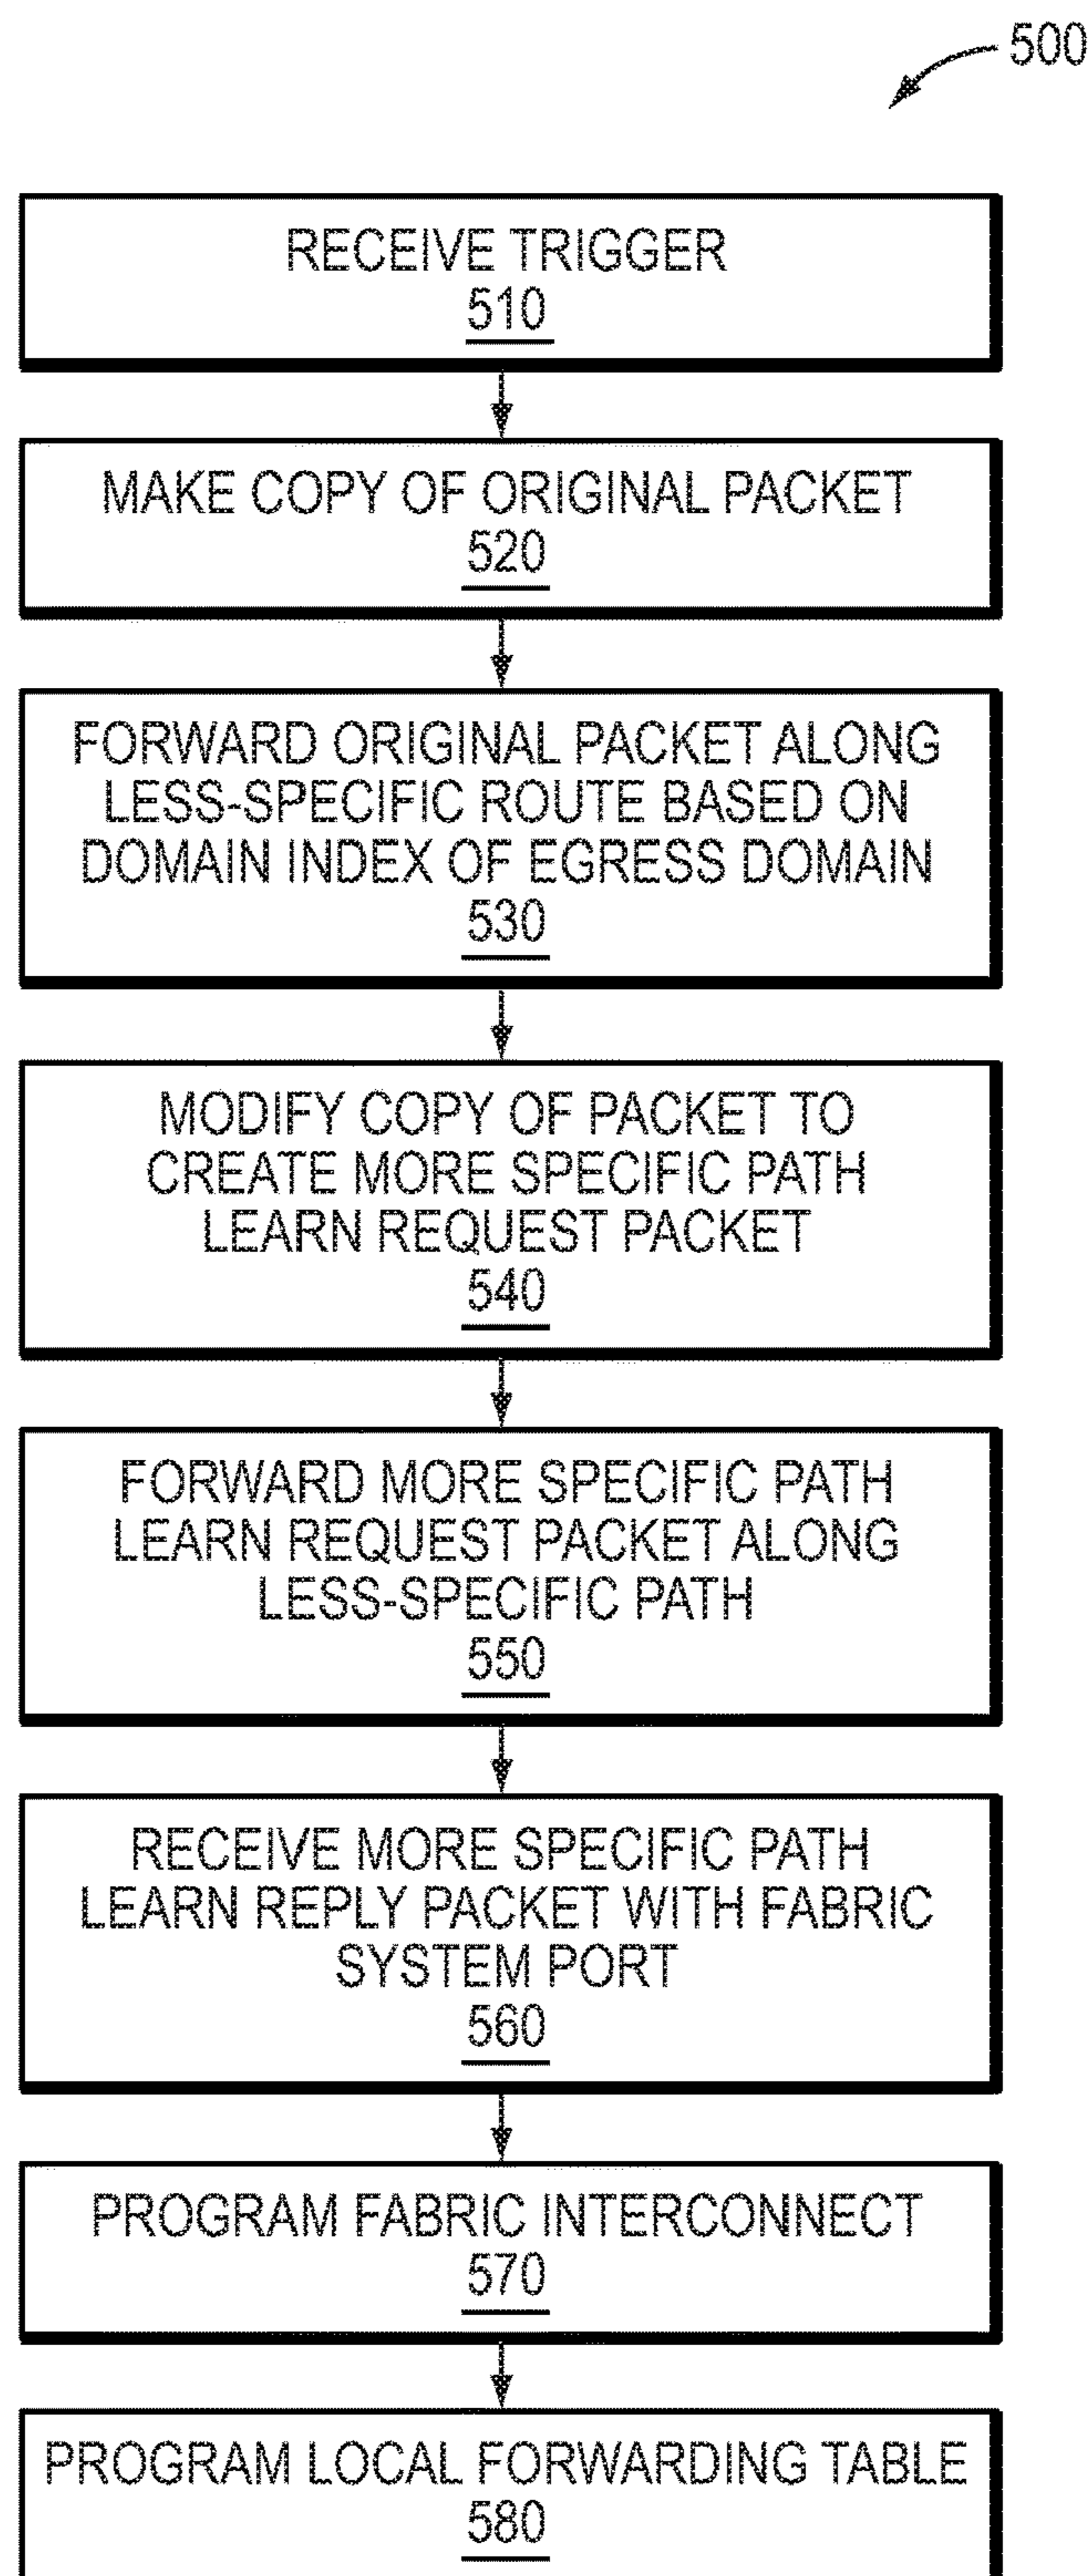 500
RECEIVE TRIGGER
510
MAKE COPY OF ORIGINAL PACKET
520
FORWARD ORIGINAL PACKET ALONG
LESS-SPECIFIC ROUTE BASED ON
DOMAIN INDEX OF EGRESS DOMAIN
530
MODIFY COPY OF PACKET TO
CREATE MORE SPECIFIC PATH
LEARN REQUEST PACKET
540
FORWARD MORE SPECIFIC PATH
LEARN REQUEST PACKET ALONG
LESS-SPECIFIC PATH
550
RECEIVE MORE SPECIFIC PATH
LEARN REPLY PACKET WITH FABRIC
SYSTEM PORT
560
PROGRAM FABRIC INTERCONNECT
570
PROGRAM LOCAL FORWARDING TABLE
580